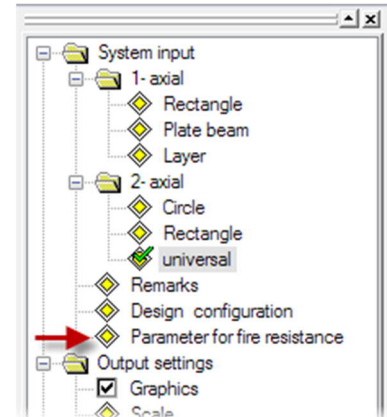 System input
1- axial
Rectangle
Plate beam
Layer
2- axial
Circle
Rectangle
universal
Remarks
Design configuration
Parameter for fire resistance
Output settings
Graphics
Scale